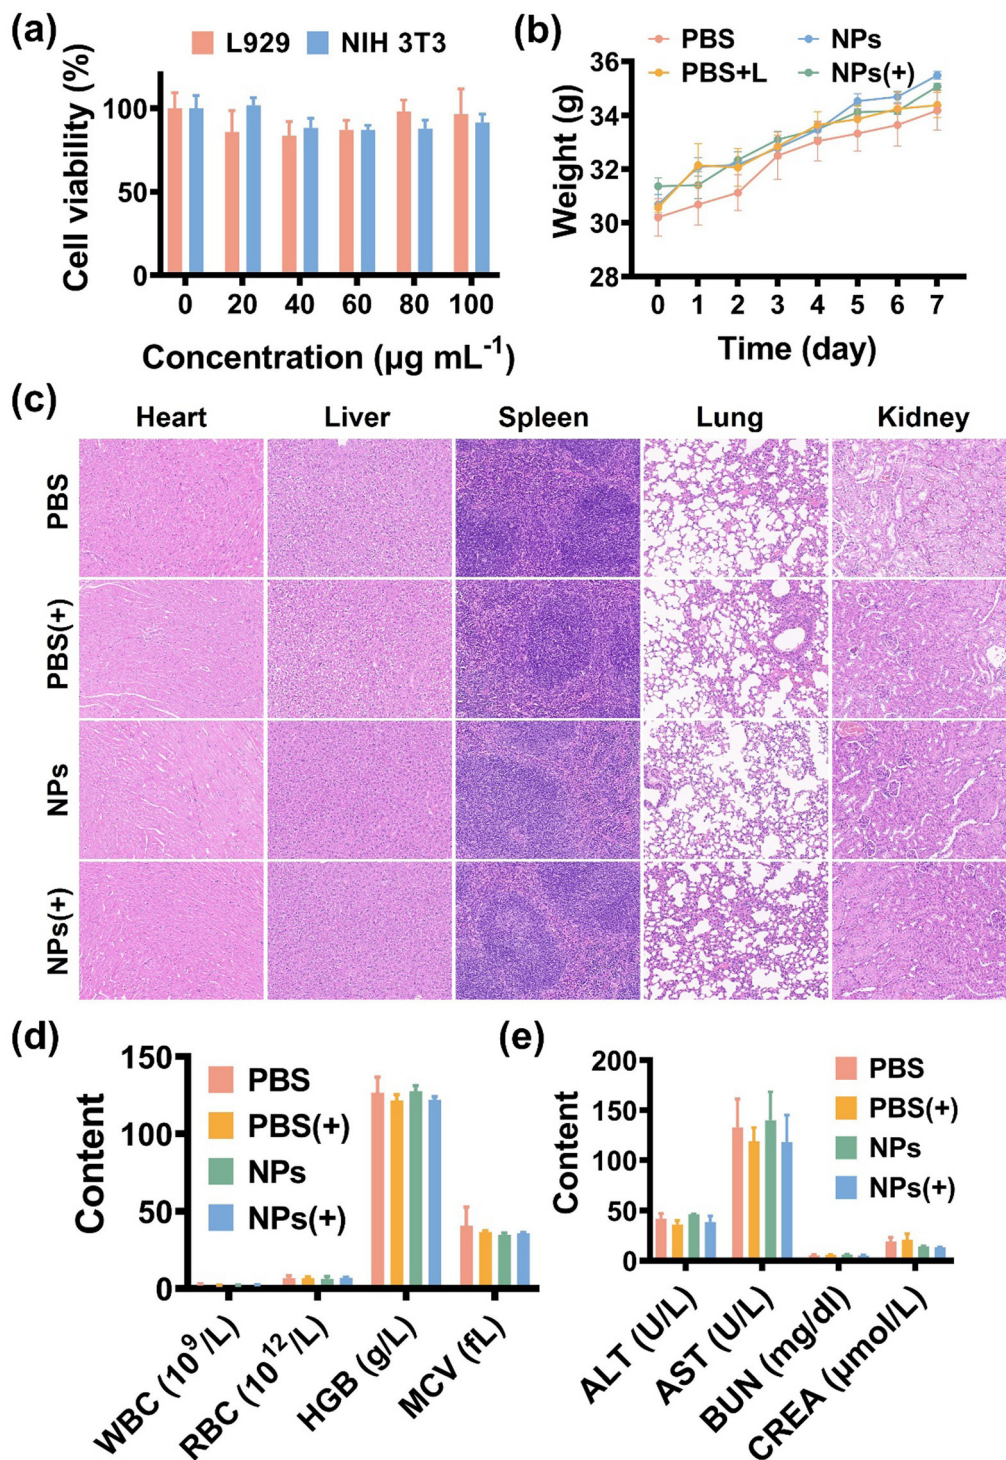 (a)
L929 NIH 3T3
Cell viability (%)
100
50
0
0 20 40 60 80 100
Concentration (µg mL⁻¹)
(b)
PBS NPs
PBS+L NPs(+)
Weight (g)
36
34
32
30
28
0 1 2 3 4 5 6 7
Time (day)
(c)
Heart Liver Spleen Lung Kidney
PBS
PBS(+)
NPs
NPs(+)
(d)
Content
150
100
50
0
PBS
PBS(+)
NPs
NPs(+)
WBC (10⁹/L)
RBC (10¹²/L)
HGB (g/L)
MCV (fL)
(e)
Content
200
150
100
50
0
PBS
PBS(+)
NPs
NPs(+)
ALT (U/L)
AST (U/L)
BUN (mg/dl)
CREA (µmol/L)